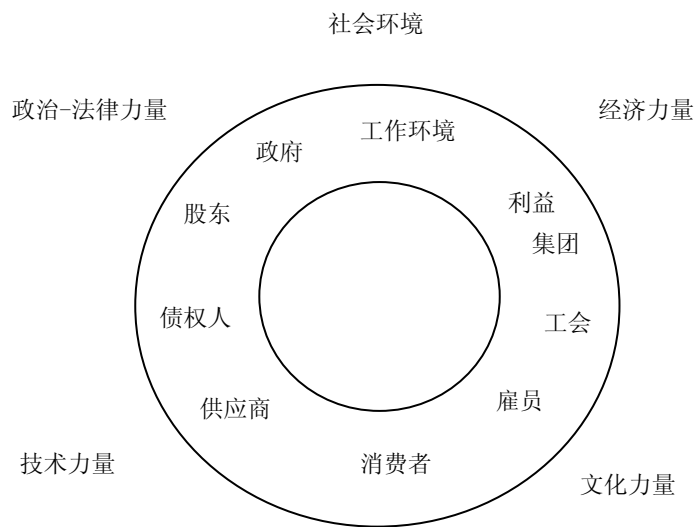 社会环境
政治-法律力量
经济力量
工作环境
政府
利益
集团
股东
债权人
工会
供应商
雇员
消费者
技术力量
文化力量